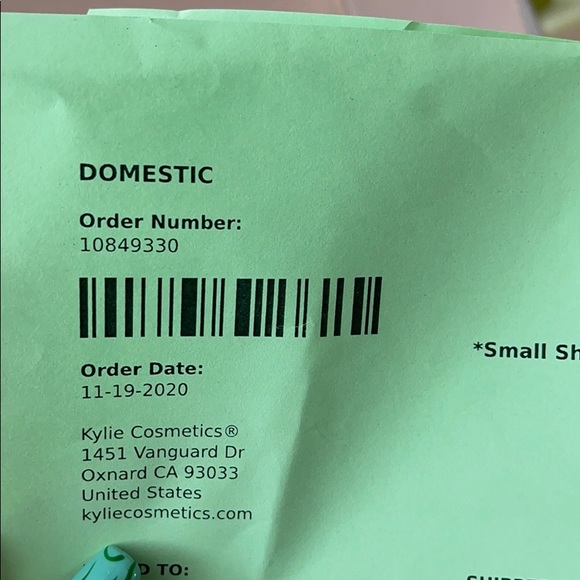 DOMESTIC
Order Number:
10849330
*Small
Order Date:
11-19-2020
Kylie Cosmetics®
1451 Vanguard Dr
Oxnard CA 93033
United States
kyliecosmetics.com
TO: